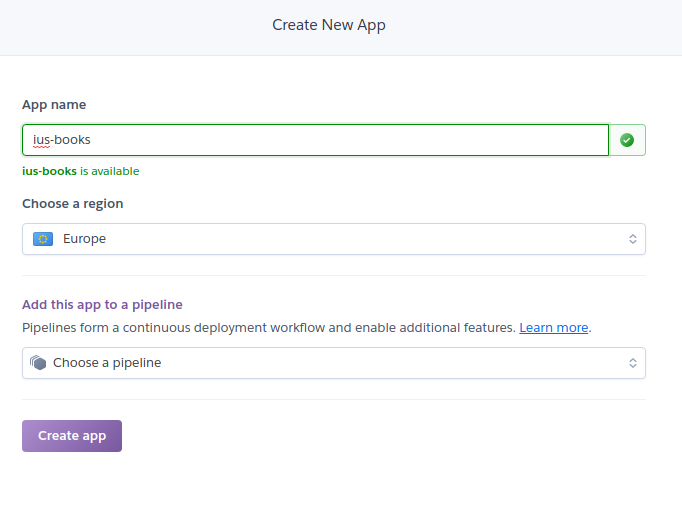 Create New App
App name
ius-books
ius-books is available
Choose a region
Europe
Add this app to a pipeline
Pipelines form a continuous deployment workflow and enable additional features. Learn more.
Choose a pipeline
Create app